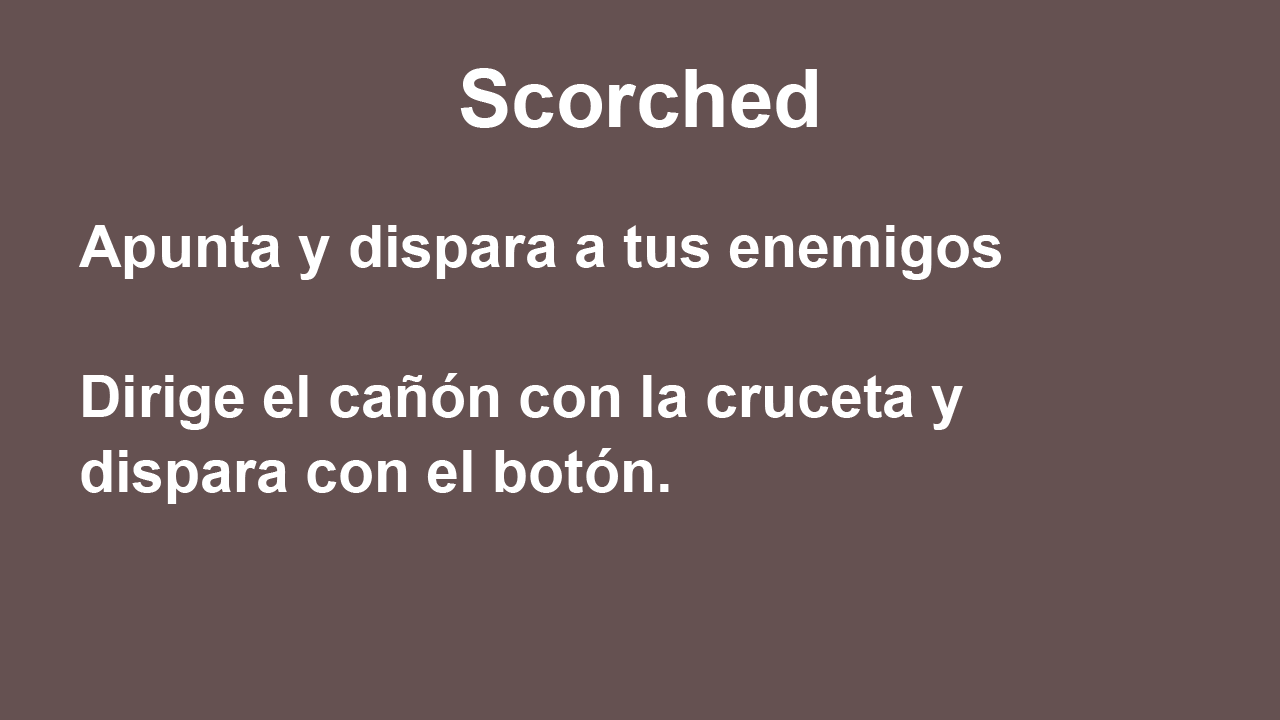 Scorched
Apunta y dispara a tus enemigos
Dirige el cañón con la cruceta y
dispara con el botón.